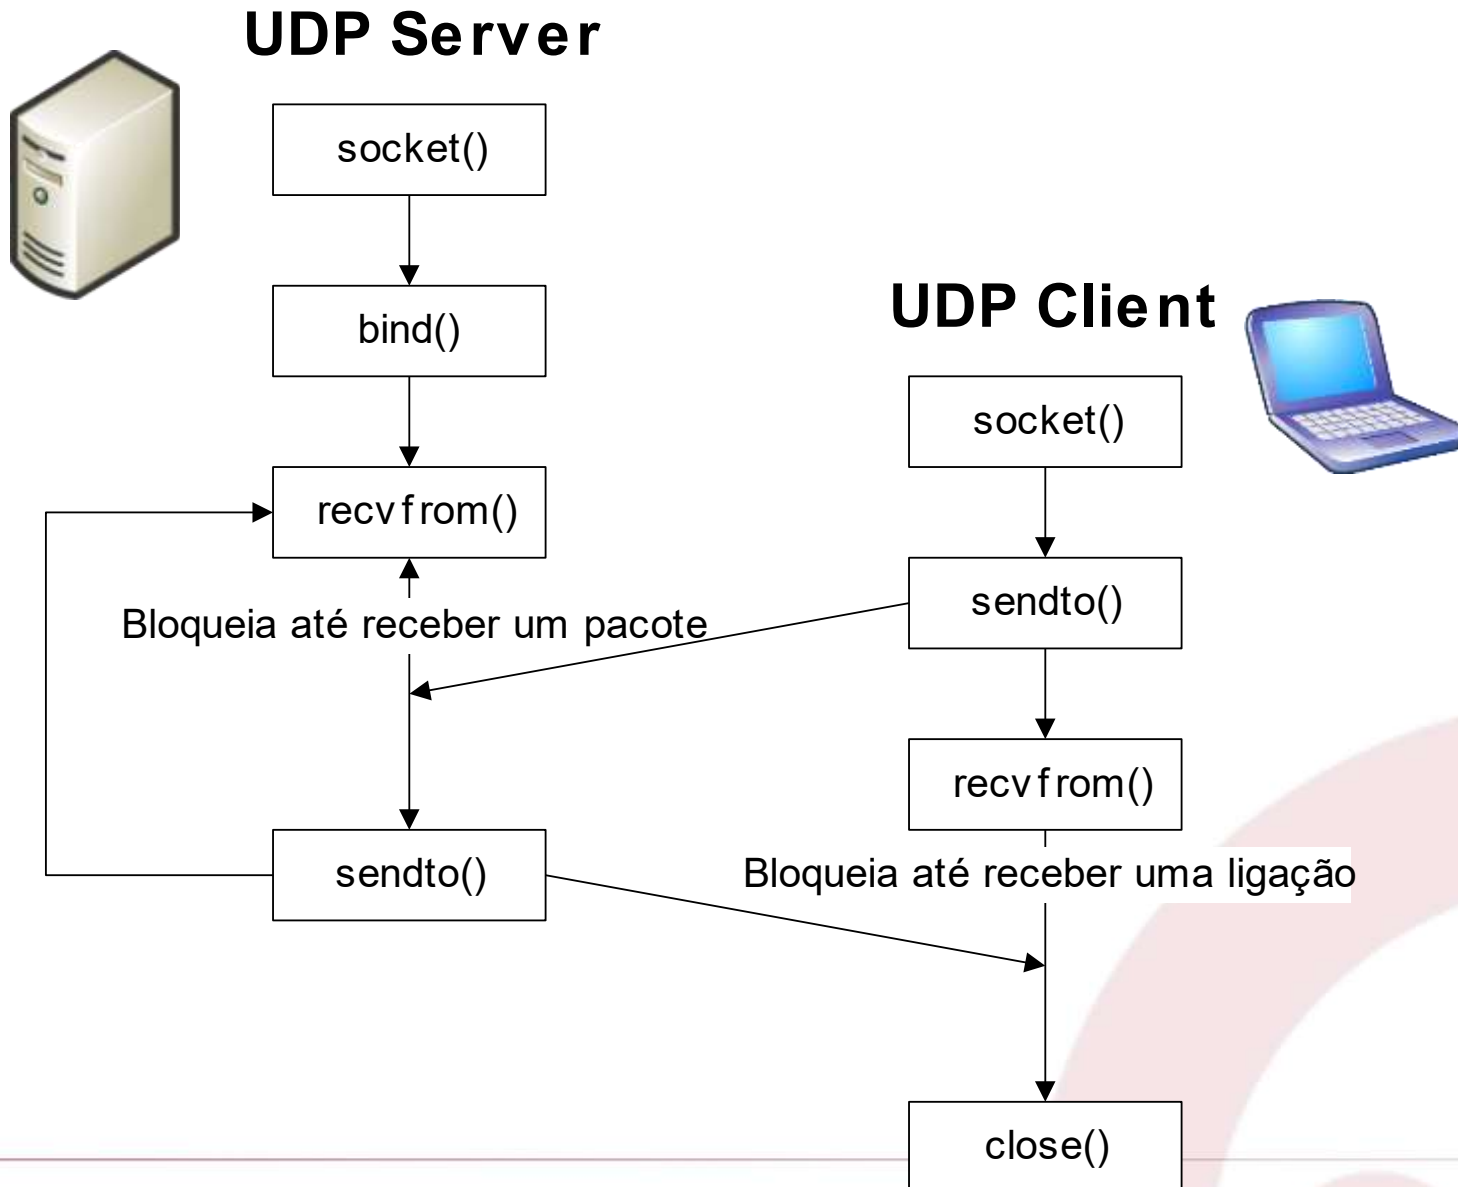 UDP Server
socket()
bind()
recvfrom()
Bloqueia até receber um pacote
sendto()
UDP Client
socket()
sendto()
recvfrom()
Bloqueia até receber uma ligação
close()